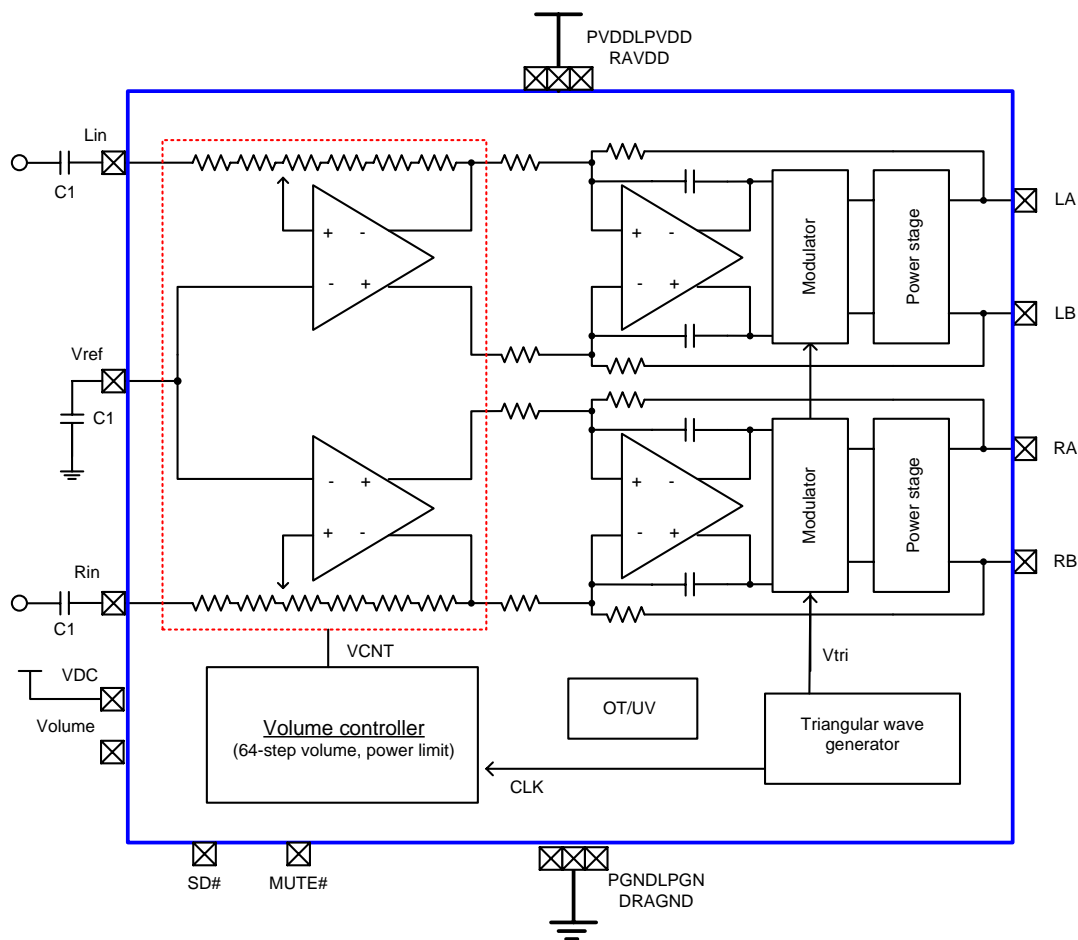 PVDDLPVDD
RAVDD
Lin
C1
+ -
- +
+ -
- +
Modulator
Power stage
LA
LB
Vref
C1
- +
+ -
+ -
- +
Modulator
Power stage
RA
RB
Rin
C1
VCNT
Vtri
VDC
Volume
Volume controller
(64-step volume, power limit)
OT/UV
Triangular wave
generator
CLK
SD#
MUTE#
PGNDLPGN
DRAGND